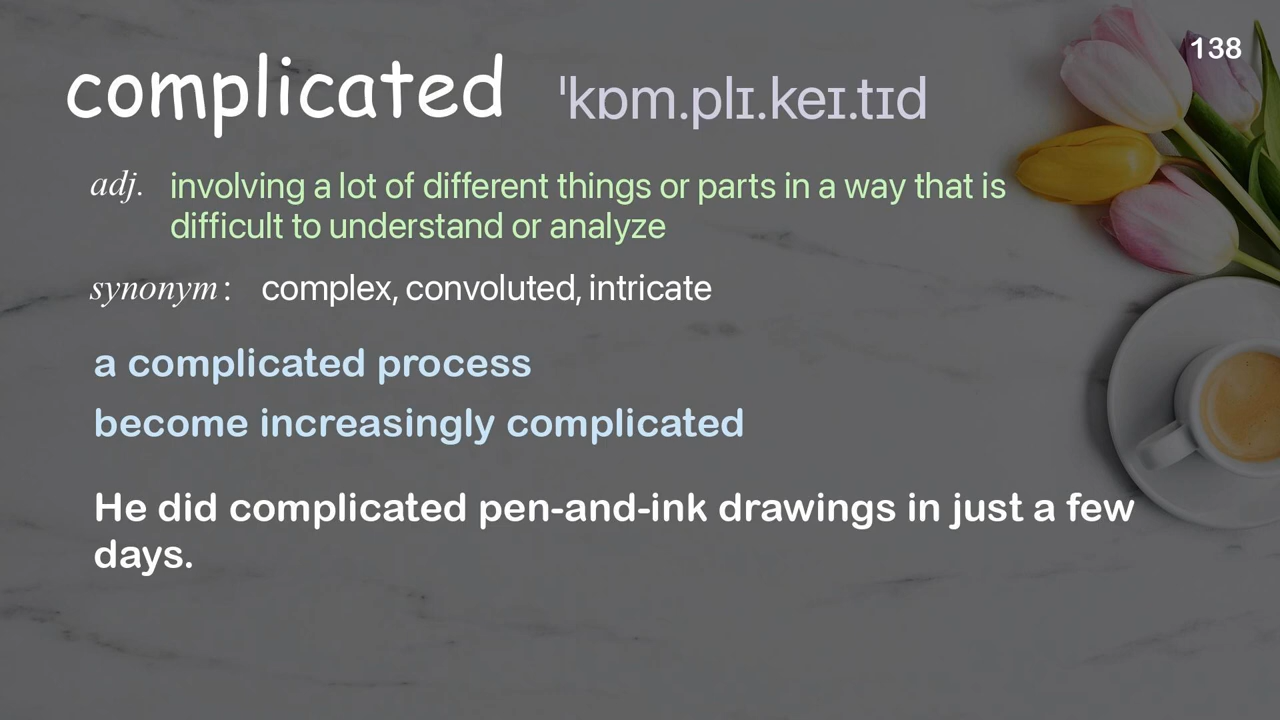 138
complicated ˈkɒm.plɪ.keɪ.tɪd
adj. involving a lot of different things or parts in a way that is
difficult to understand or analyze
synonym : complex, convoluted, intricate
a complicated process
become increasingly complicated
He did complicated pen-and-ink drawings in just a few
days.